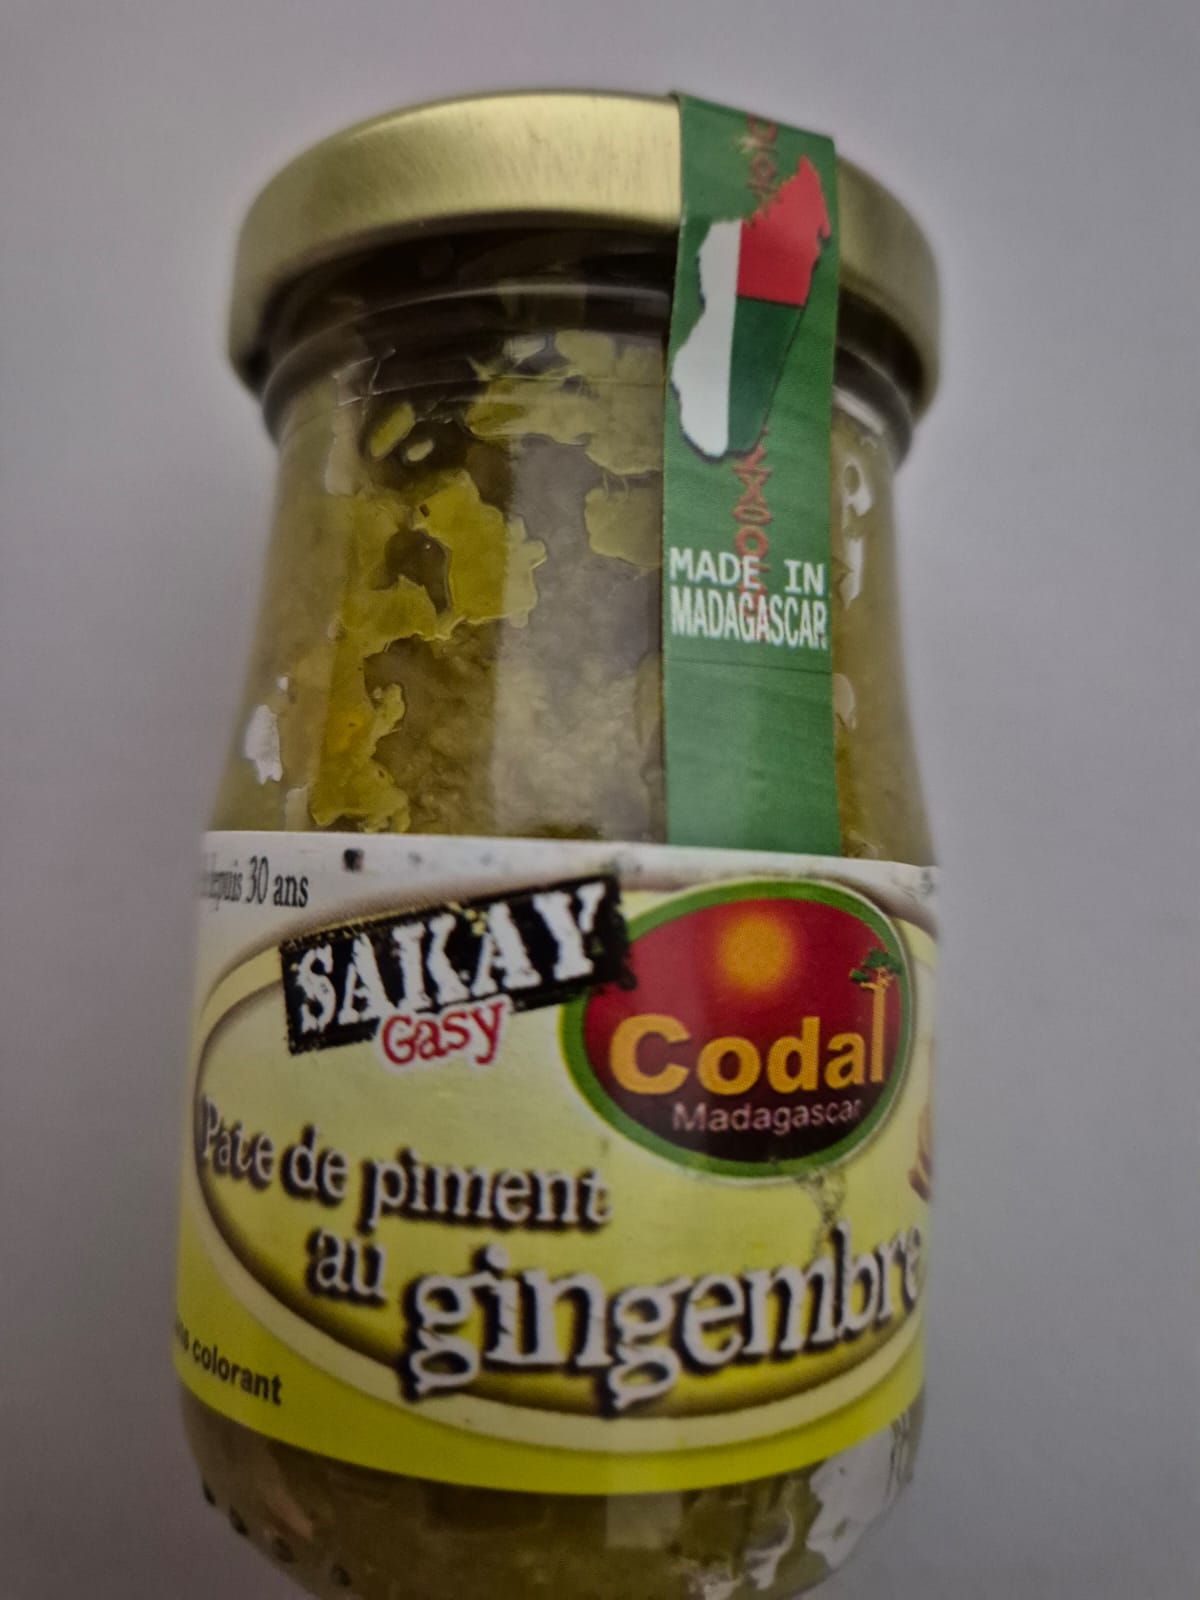 MADE IN
MADAGASCAR
depuis 30 ans
SAKAY
Gasy
Codal
Madagascar
Pate de piment
au gingembre
colorant